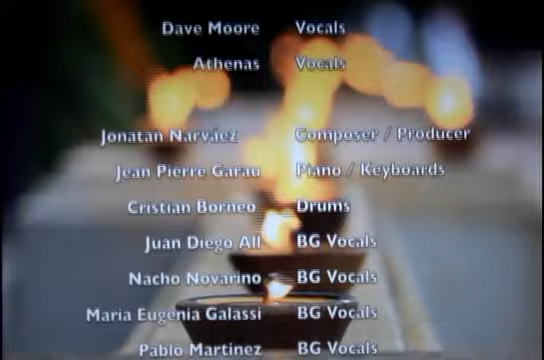 Dave Moore Vocals
Athenas Vocals
Jonatan Narváez Composer / Producer
Jean Pierre Garau Piano / Keyboards
Cristian Borneo Drums
Juan Diego All BG Vocals
Nacho Novarino BG Vocals
Maria Eugenia Galassi BG Vocals
Pablo Martinez BG Vocals